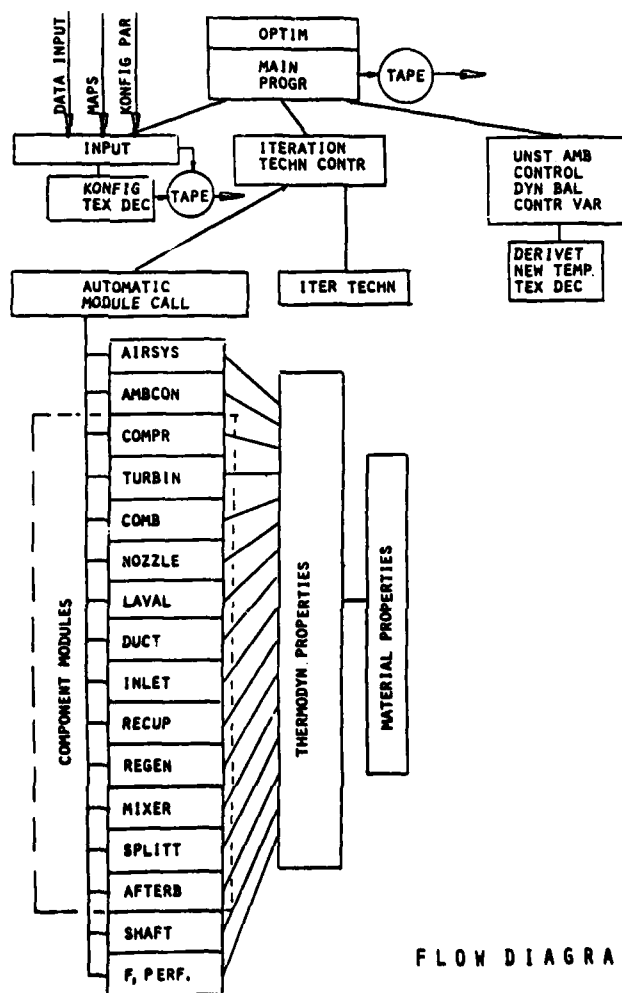 DATA INPUT
MAPS
KONFIG PAR
OPTIM
MAIN
PROGR
TAPE
INPUT
KONFIG
TEX DEC
TAPE
ITERATION
TECHN CONTR
UNST AMB
CONTROL
DYN BAL
CONTR VAR
DERIVET
NEW TEMP.
TEX DEC
AUTOMATIC
MODULE CALL
ITER TECHN
AIRSYS
AMBCON
COMPR
TURBIN
COMB
NOZZLE
LAVAL
DUCT
INLET
RECUP
REGEN
MIXER
SPLITT
AFTERB
SHAFT
F, PERF.
COMPONENT MODULES
THERMODYN PROPERTIES
MATERIAL PROPERTIES
FLOW DIAGRA